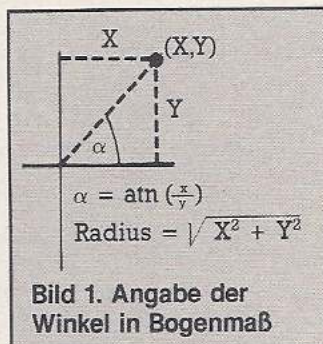 X
(X,Y)
Y
α
α = atn (x/y)
Radius = √X² + Y²
Bild 1. Angabe der
Winkel in Bogenmaß